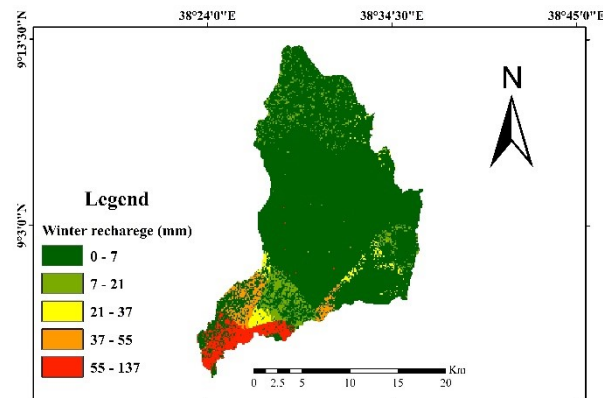 38°24'0"E 38°34'30"E 38°45'0"E
9°13'30"N
N
Legend
9°3'0"N
Winter recharege (mm)
0 - 7
7 - 21
21 - 37
37 - 55
55 - 137
Km
0 2.5 5 10 15 20